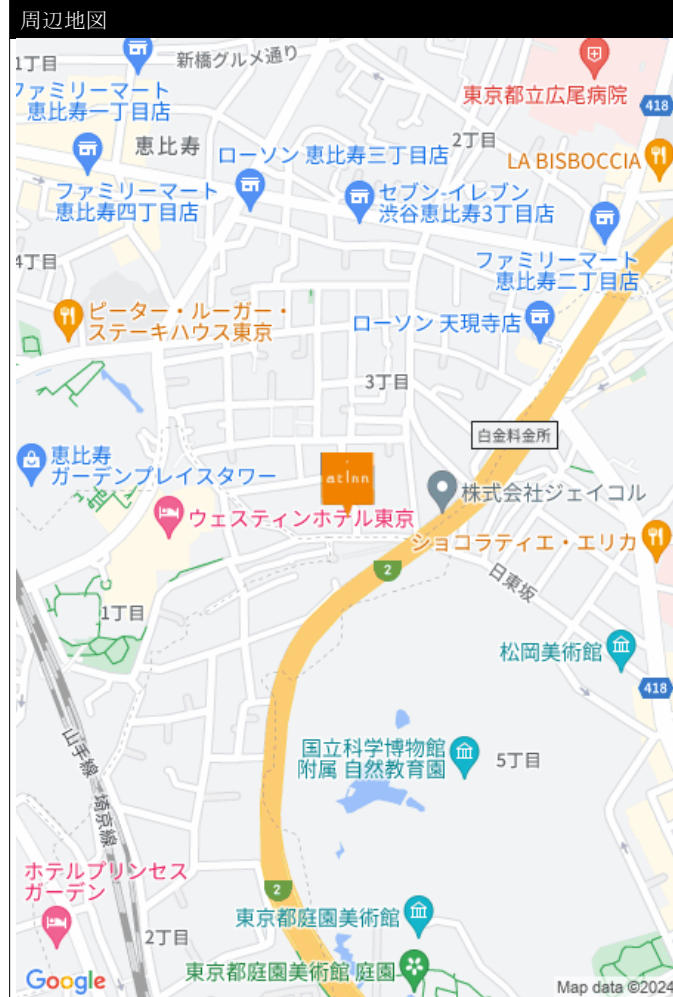 周辺地図
1丁目
新橋グルメ通り
ファミリーマート
恵比寿一丁目店
東京都立広尾病院
418
恵比寿
ローソン 恵比寿三丁目店
2丁目
LA BISBOCCIA
ファミリーマート
恵比寿四丁目店
セブン-イレブン
渋谷恵比寿3丁目店
4丁目
ファミリーマート
恵比寿二丁目店
ピーター・ルーガー・
ステーキハウス東京
ローソン 天現寺店
3丁目
白金料金所
恵比寿
ガーデンプレイスタワー
atInn
株式会社ジェイコル
ウェスティンホテル東京
ショコラティエ・エリカ
2
日東坂
1丁目
松岡美術館
418
山手線
埼京線
国立科学博物館
附属 自然教育園
5丁目
ホテルプリンセス
ガーデン
2
東京都庭園美術館
2丁目
東京都庭園美術館 庭園
Google
Map data ©2024